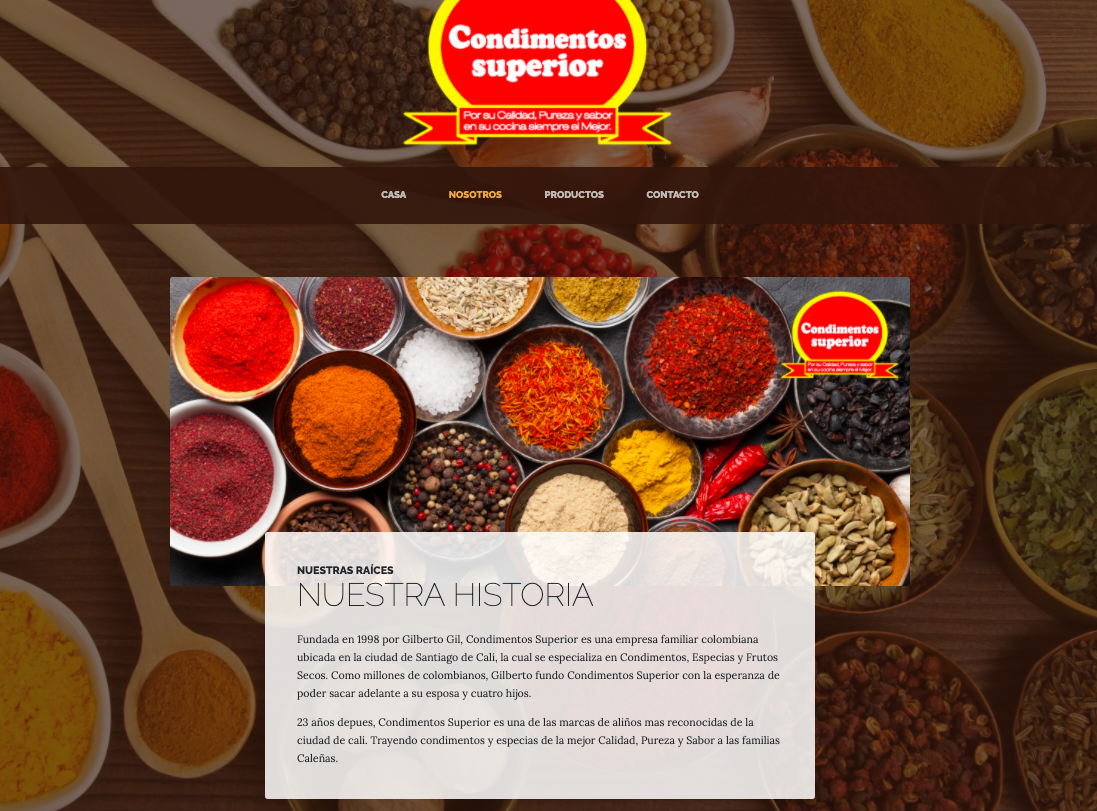 Condimentos
superior
Por su Calidad, Pureza y sabor
en su cocina siempre el Mejor.
CASA NOSOTROS PRODUCTOS CONTACTO
Condimentos
superior
Por su Calidad, Pureza y sabor
en su cocina siempre el Mejor.
NUESTRAS RAÍCES
NUESTRA HISTORIA
Fundada en 1998 por Gilberto Gil, Condimentos Superior es una empresa familiar colombiana
ubicada en la ciudad de Santiago de Cali, la cual se especializa en Condimentos, Especias y Frutos
Secos. Como millones de colombianos, Gilberto fundo Condimentos Superior con la esperanza de
poder sacar adelante a su esposa y cuatro hijos.
23 años depues, Condimentos Superior es una de las marcas de aliños mas reconocidas de la
ciudad de cali. Trayendo condimentos y especias de la mejor Calidad, Pureza y Sabor a las familias
Caleñas.